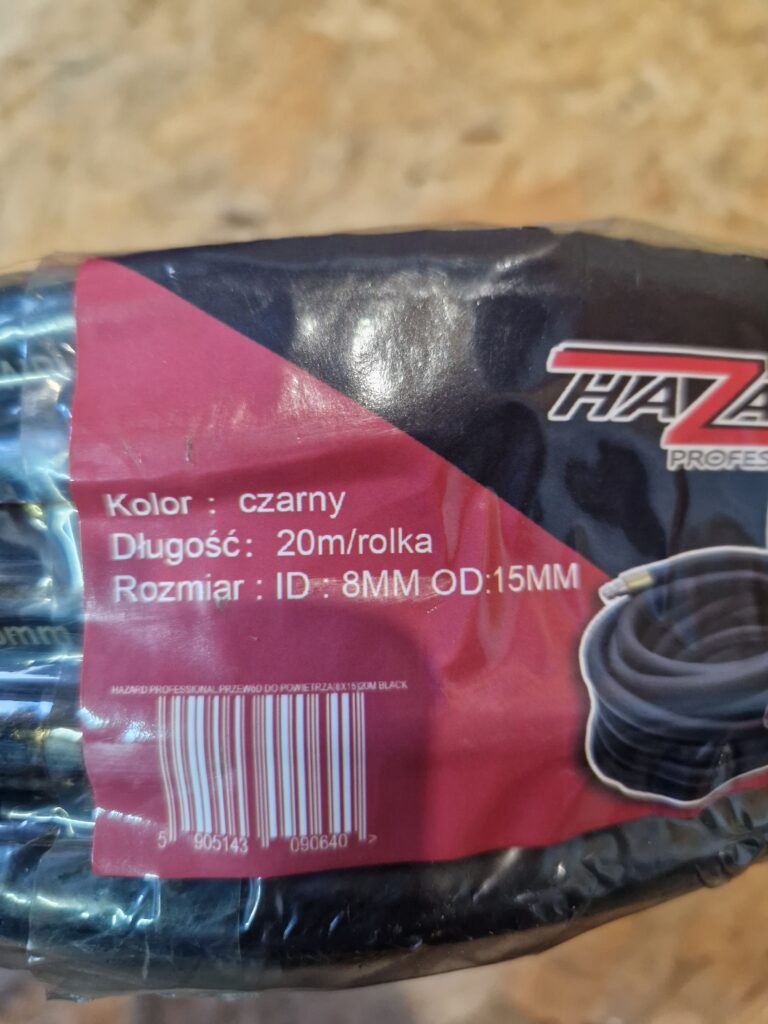 HAZA
PROFES
Kolor : czarny
Długość: 20m/rolka
Rozmiar : ID : 8MM OD:15MM
HAZARD PROFESSIONAL PRZEWÓD DO POWIETRZA 8X15 20M BLACK
5 905143 090640 >
mm